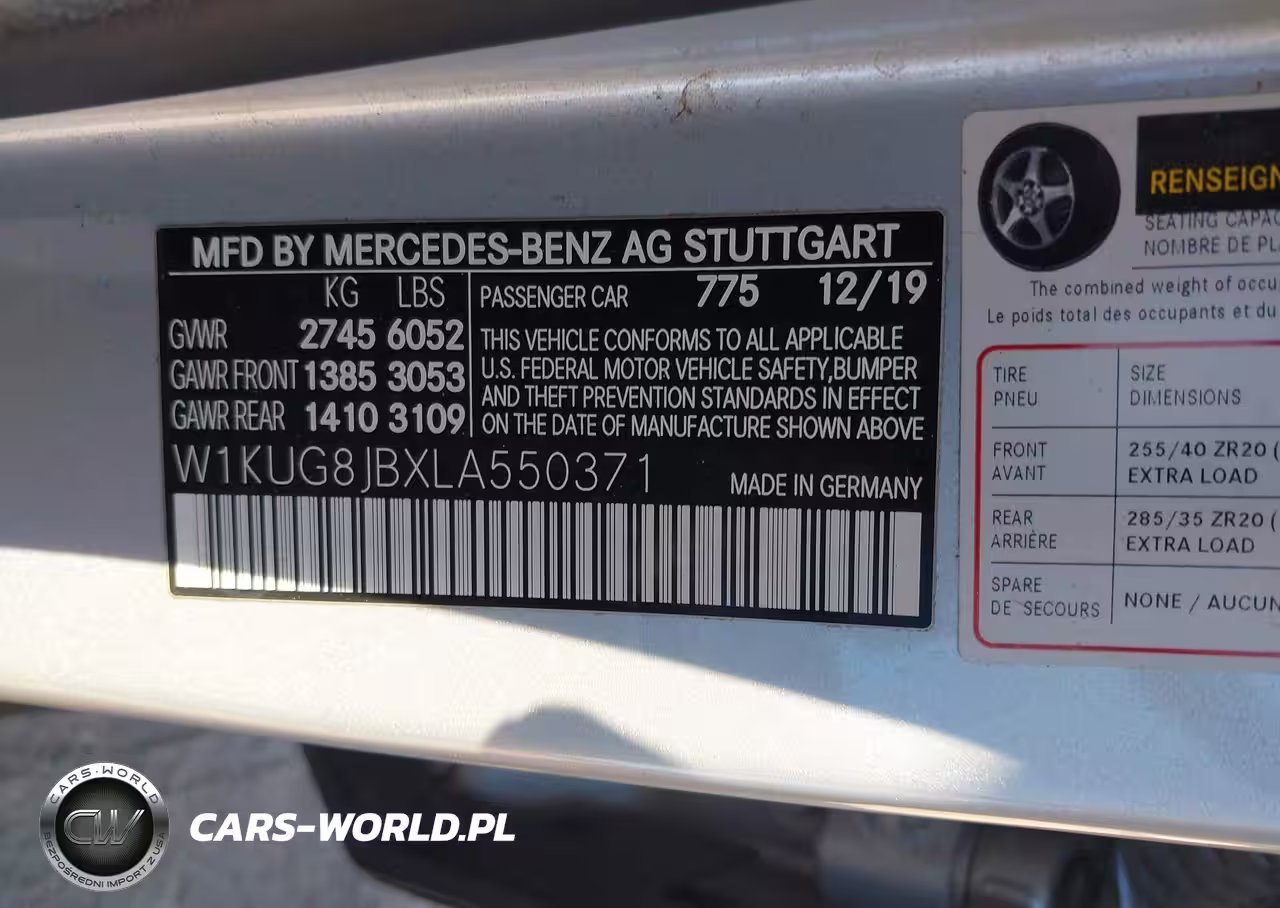 MFD BY MERCEDES-BENZ AG STUTTGART
KG LBS
GVWR 2745 6052
GAWR FRONT 1385 3053
GAWR REAR 1410 3109
PASSENGER CAR 775 12/19
THIS VEHICLE CONFORMS TO ALL APPLICABLE
U.S. FEDERAL MOTOR VEHICLE SAFETY,BUMPER
AND THEFT PREVENTION STANDARDS IN EFFECT
ON THE DATE OF MANUFACTURE SHOWN ABOVE
W1KUG8JBXLA550371
MADE IN GERMANY
RENSEIGN
SEATING CAPAC
NOMBRE DE PL
The combined weight of occu
Le poids total des occupants et du
TIRE SIZE
PNEU DIMENSIONS
FRONT 255/40 ZR20 (
AVANT EXTRA LOAD
REAR 285/35 ZR20 (
ARRIÈRE EXTRA LOAD
SPARE NONE / AUCUN
DE SECOURS
CARS-WORLD
CW
BEZPOŚREDNI IMPORT Z USA
CARS-WORLD.PL